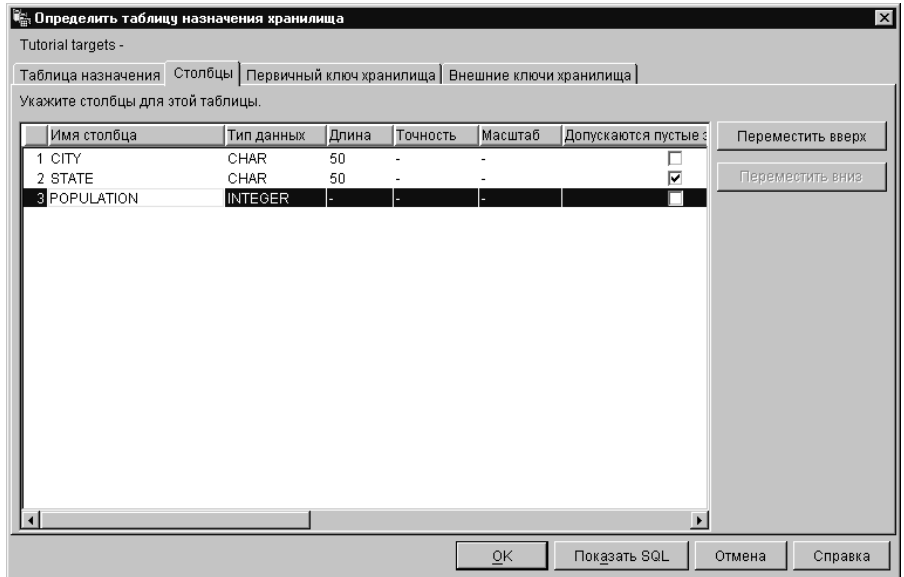 Определить таблицу назначения хранилища
Tutorial targets -
Таблица назначения Столбцы Первичный ключ хранилища Внешние ключи хранилища
Укажите столбцы для этой таблицы.
Имя столбца Тип данных Длина Точность Масштаб Допускаются пустые з
1 CITY CHAR 50 - -
2 STATE CHAR 50 - -
3 POPULATION INTEGER - - -
Переместить вверх
Переместить вниз
OK Показать SQL Отмена Справка